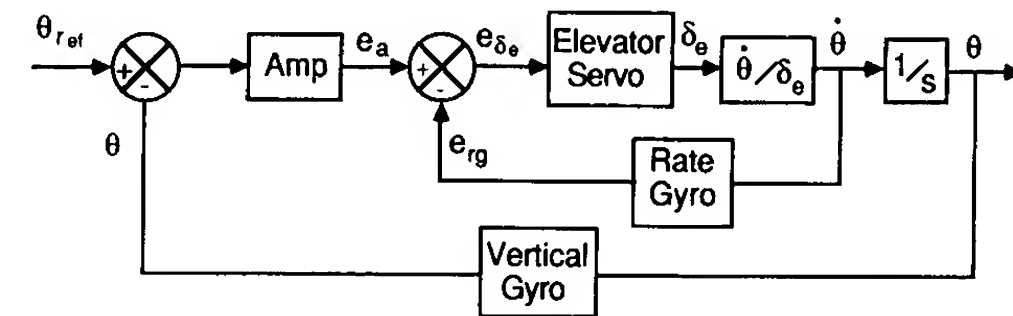 θref
+
-
Amp
ea
+
-
eδe
Elevator
Servo
δe
θ̇/δe
θ̇
1/s
θ
θ
erg
Rate
Gyro
Vertical
Gyro